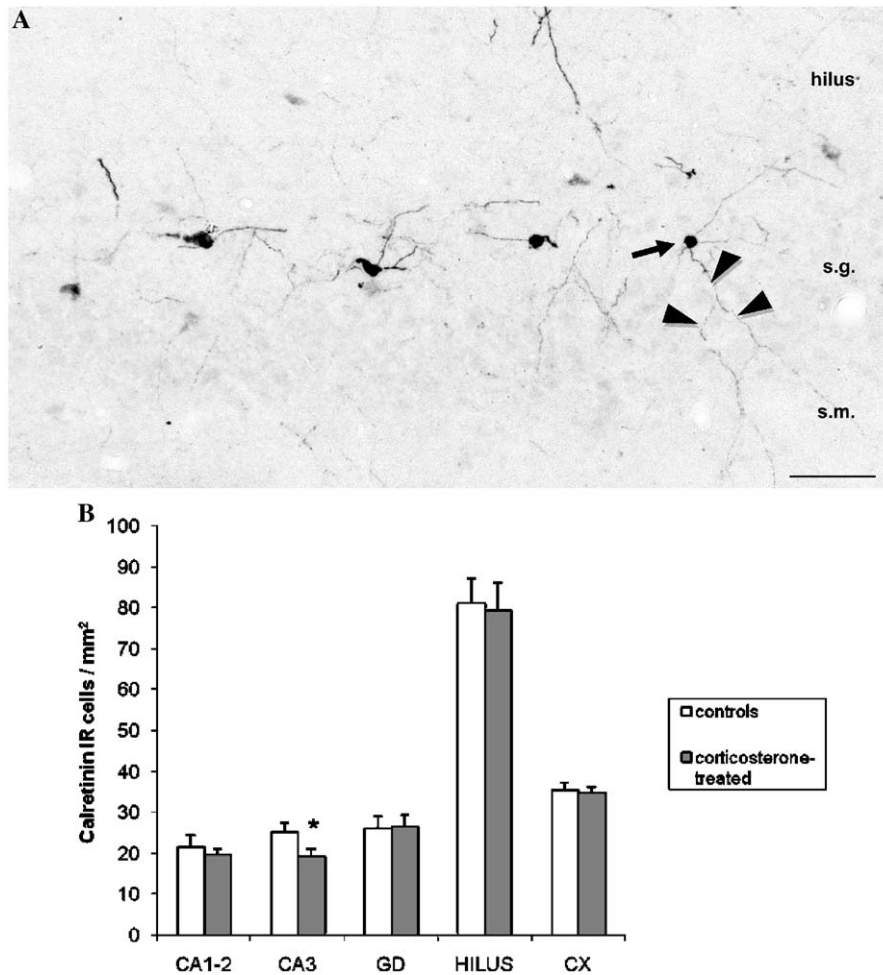 A
hilus
s.g.
s.m.
B
Calretinin IR cells / mm²
100
90
80
70
60
50
40
30
20
10
0
*
CA1-2
CA3
GD
HILUS
CX
controls
corticosterone-
treated